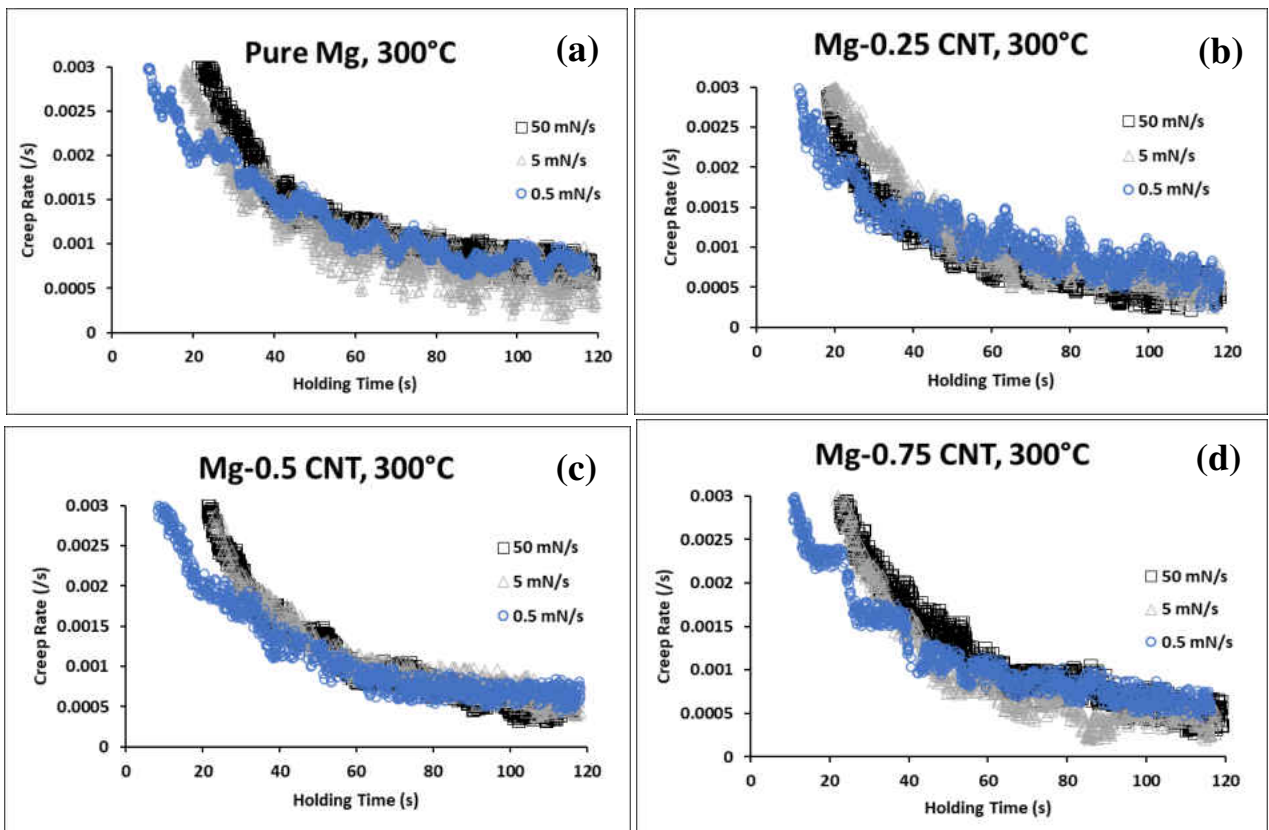 Pure Mg, 300°C
(a)
0.003
0.0025
0.002
0.0015
0.001
0.0005
0
Creep Rate (/s)
50 mN/s
5 mN/s
0.5 mN/s
0 20 40 60 80 100 120
Holding Time (s)
Mg-0.25 CNT, 300°C
(b)
0.003
0.0025
0.002
0.0015
0.001
0.0005
0
Creep Rate (/s)
50 mN/s
5 mN/s
0.5 mN/s
0 20 40 60 80 100 120
Holding Time (s)
Mg-0.5 CNT, 300°C
(c)
0.003
0.0025
0.002
0.0015
0.001
0.0005
0
Creep Rate (/s)
50 mN/s
5 mN/s
0.5 mN/s
0 20 40 60 80 100 120
Holding Time (s)
Mg-0.75 CNT, 300°C
(d)
0.003
0.0025
0.002
0.0015
0.001
0.0005
0
Creep Rate (/s)
50 mN/s
5 mN/s
0.5 mN/s
0 20 40 60 80 100 120
Holding Time (s)